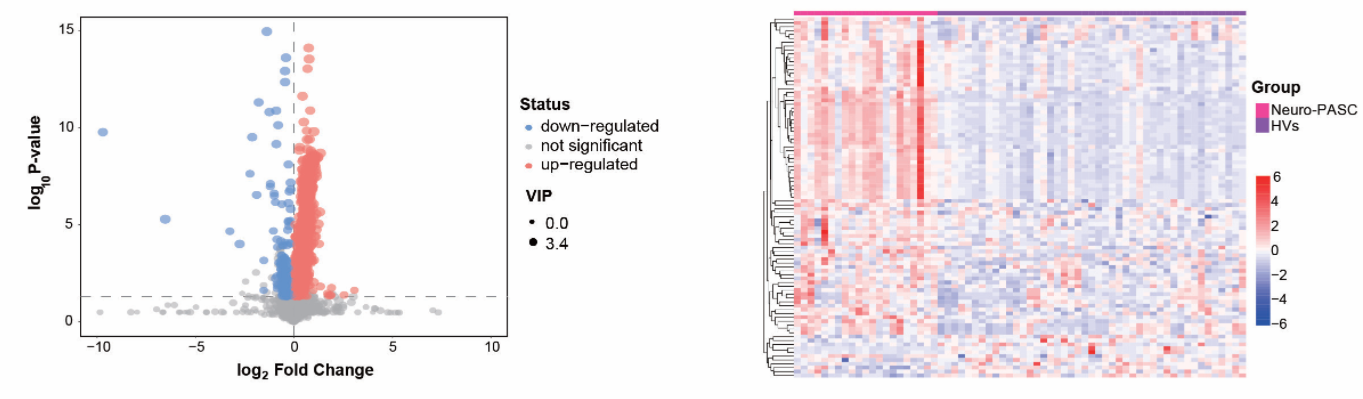 15
10
5
0
log10 P-value
−10
−5
0
5
10
log2 Fold Change
Status
down−regulated
not significant
up−regulated
VIP
0.0
3.4
Group
Neuro-PASC
HVs
6
4
2
0
−2
−4
−6